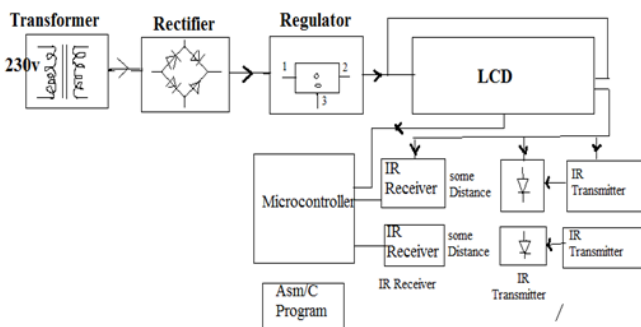 Transformer
Rectifier
Regulator
230v
1
2
3
LCD
Microcontroller
IR
Receiver
some
Distance
IR
Transmitter
IR
Receiver
some
Distance
IR
Transmitter
IR Receiver
IR
Transmitter
Asm/C
Program